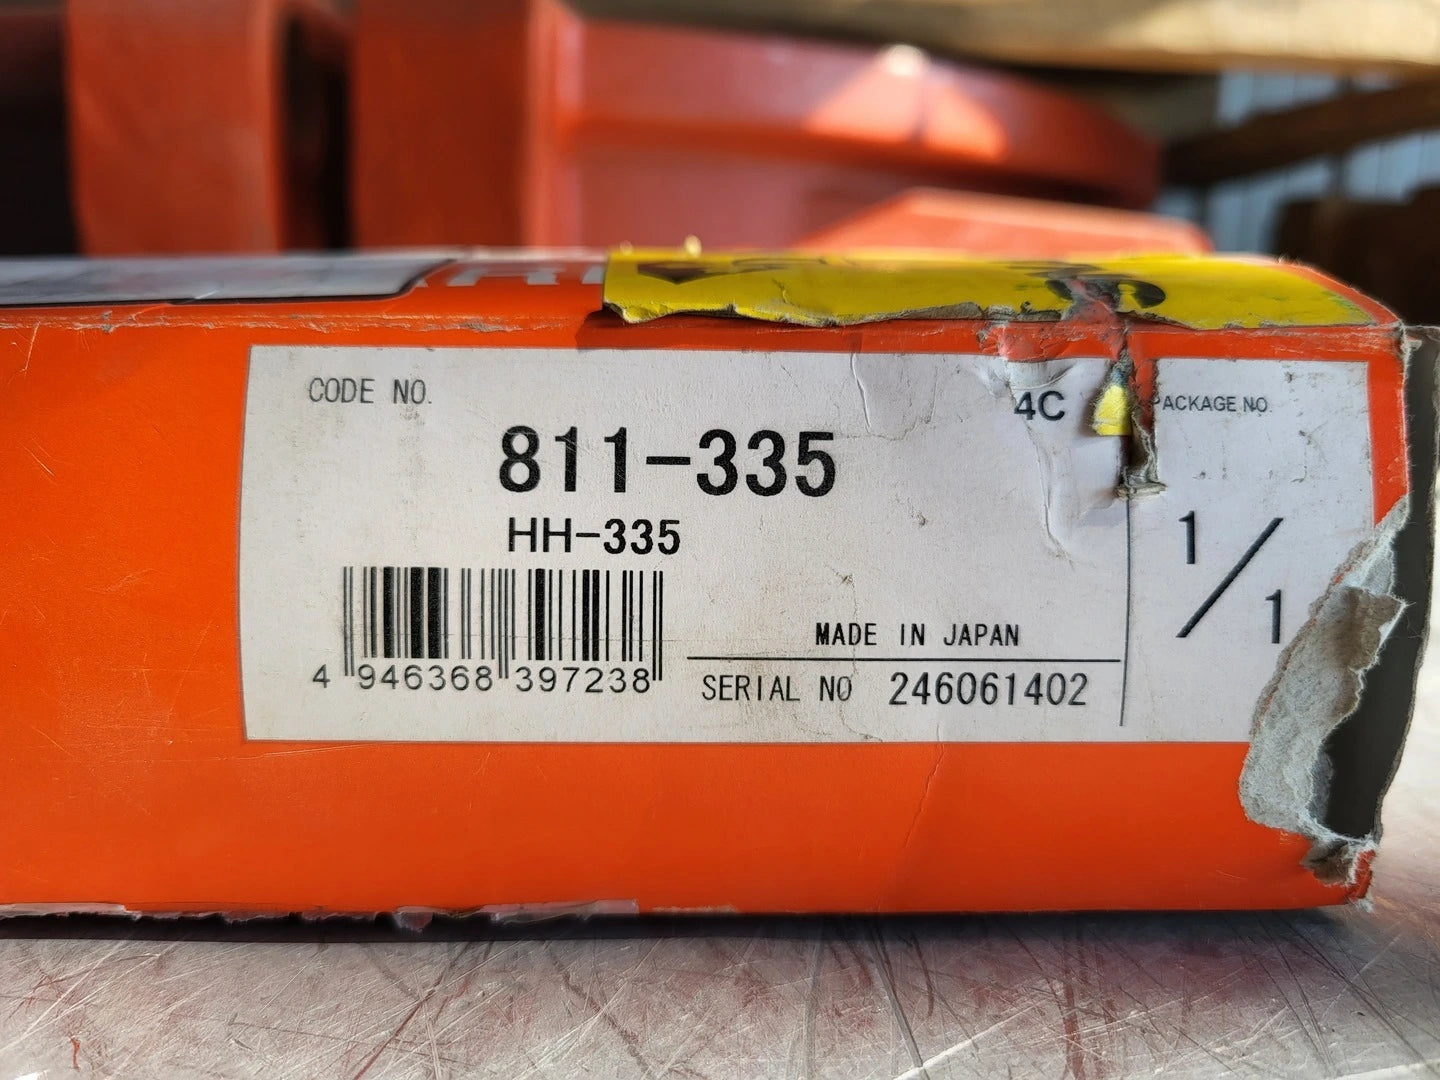 CODE NO.
4C
PACKAGE NO.
811-335
HH-335
1/1
MADE IN JAPAN
4 946368 397238
SERIAL NO 246061402